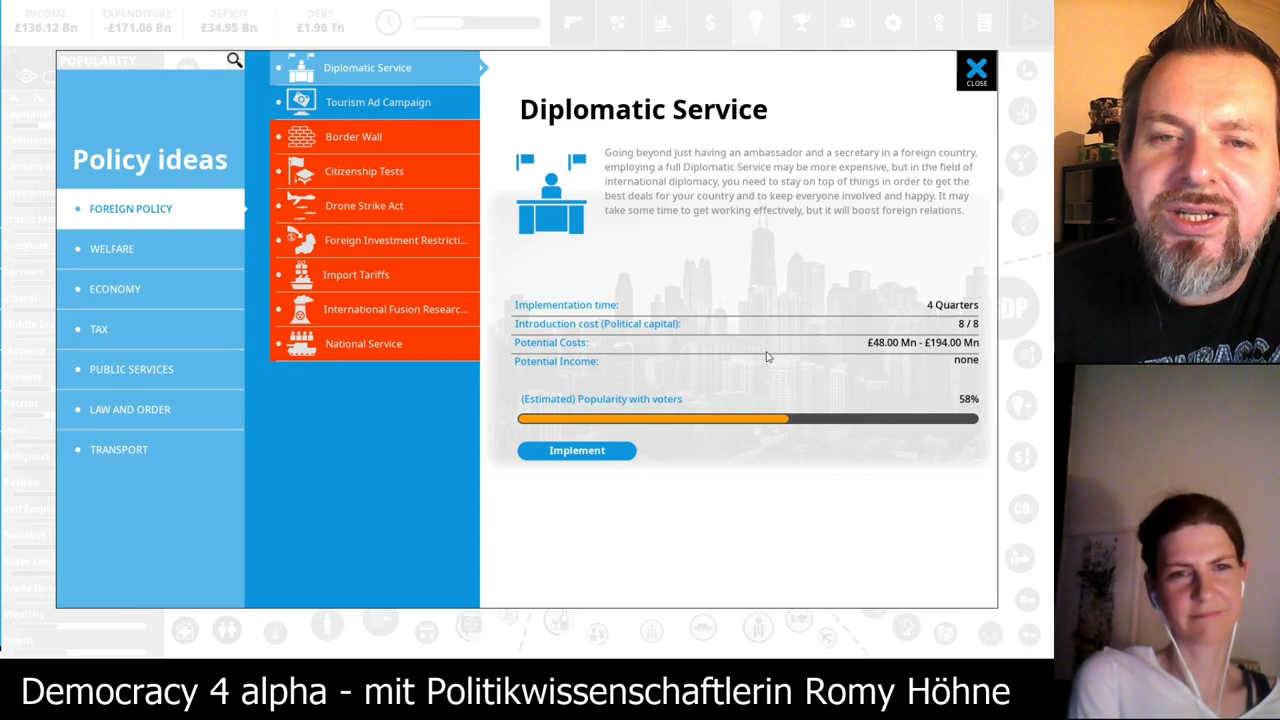 INCOME
£136.12 Bn
EXPENDITURE
-£171.06 Bn
DEFICIT
£34.95 Bn
DEBT
£1.96 Tn
POPULARITY
Policy ideas
FOREIGN POLICY
WELFARE
ECONOMY
TAX
PUBLIC SERVICES
LAW AND ORDER
TRANSPORT
Diplomatic Service
Tourism Ad Campaign
Border Wall
Citizenship Tests
Drone Strike Act
Foreign Investment Restricti...
Import Tariffs
International Fusion Researc...
National Service
CLOSE
Diplomatic Service
Going beyond just having an ambassador and a secretary in a foreign country,
employing a full Diplomatic Service may be more expensive, but in the field of
international diplomacy, you need to stay on top of things in order to get the
best deals for your country and to keep everyone involved and happy. It may
take some time to get working effectively, but it will boost foreign relations.
Implementation time: 4 Quarters
Introduction cost (Political capital): 8 / 8
Potential Costs: £48.00 Mn - £194.00 Mn
Potential Income: none
(Estimated) Popularity with voters 58%
Implement
Democracy 4 alpha - mit Politikwissenschaftlerin Romy Höhne